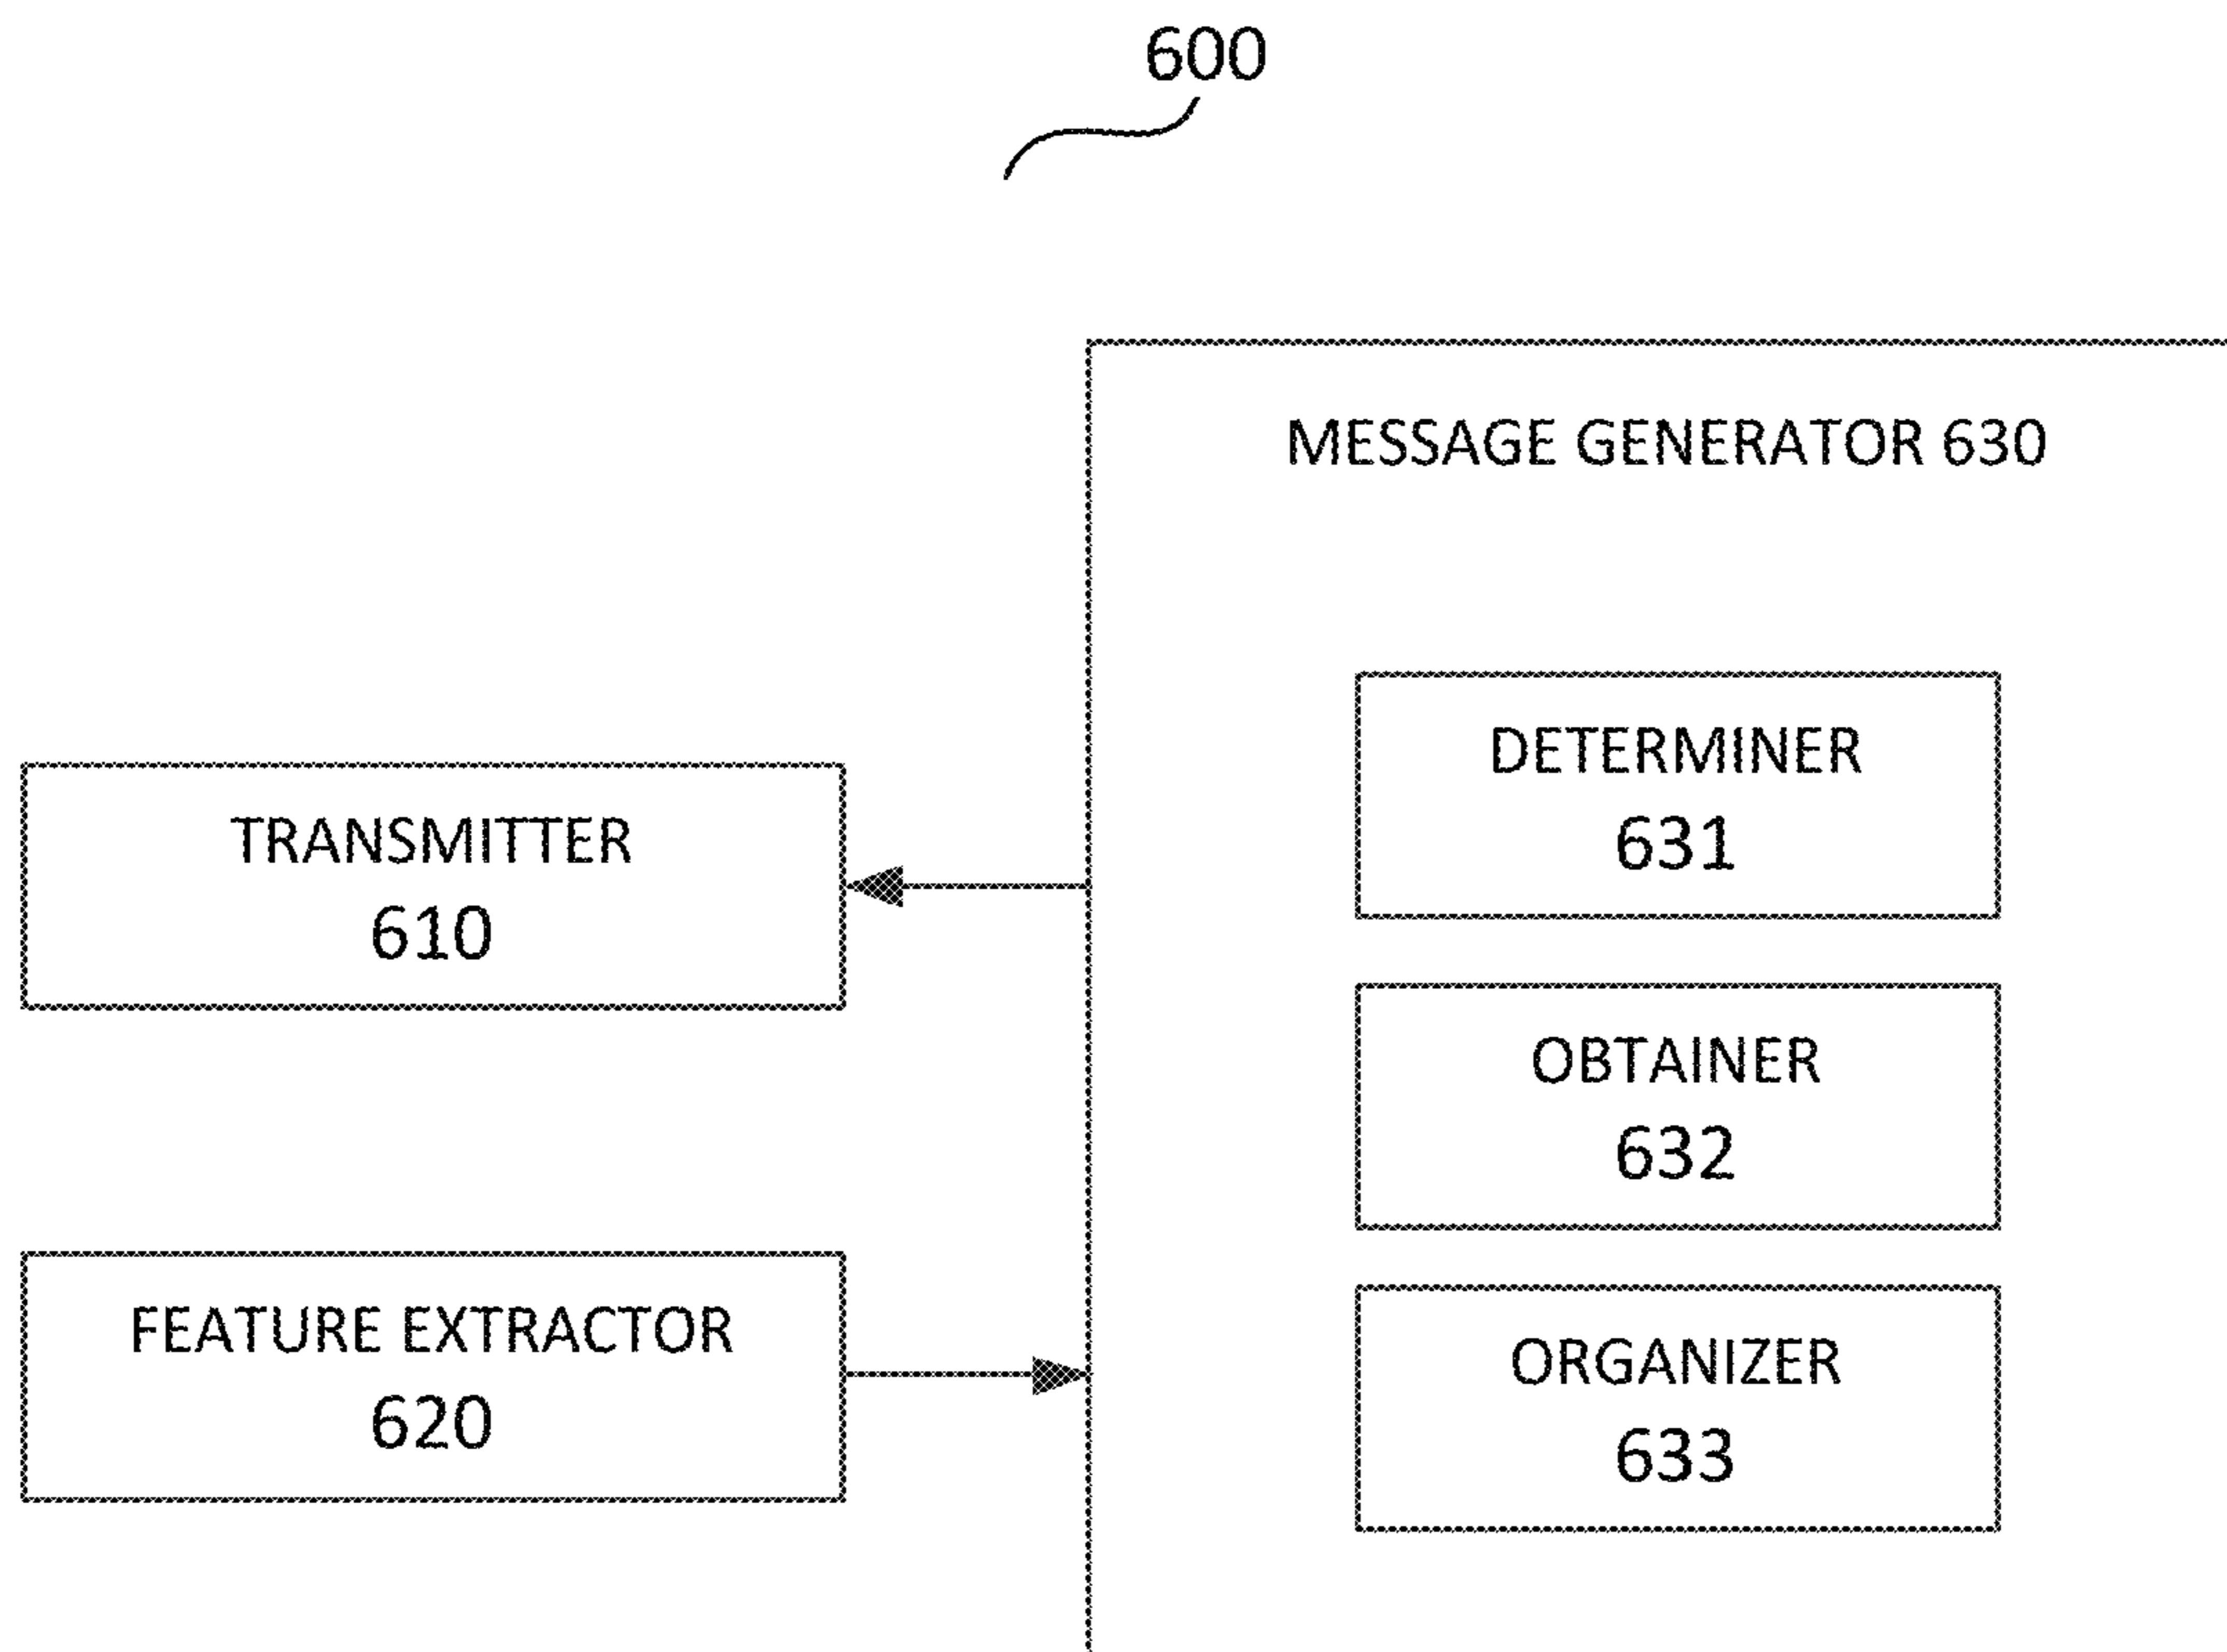 600
MESSAGE GENERATOR 630
DETERMINER
631
TRANSMITTER
610
OBTAINER
632
FEATURE EXTRACTOR
620
ORGANIZER
633